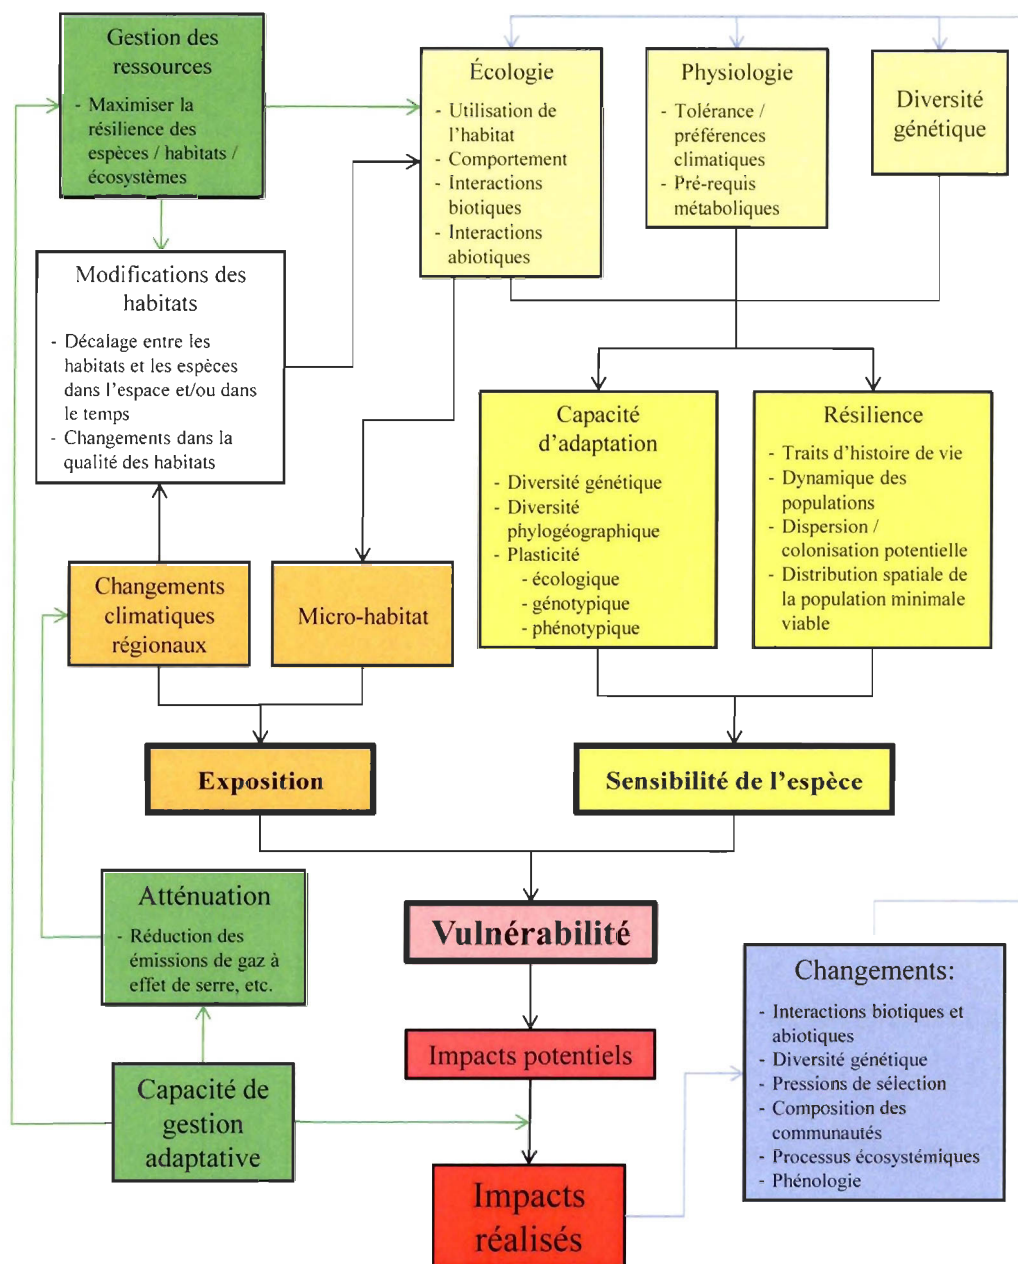 Gestion des
ressources
- Maximiser la
résilience des
espèces / habitats /
écosystèmes
Écologie
- Utilisation de
l'habitat
- Comportement
- Interactions
biotiques
- Interactions
abiotiques
Physiologie
- Tolérance /
préférences
climatiques
- Pré-requis
métaboliques
Diversité
génétique
Modifications des
habitats
- Décalage entre les
habitats et les espèces
dans l'espace et/ou dans
le temps
- Changements dans la
qualité des habitats
Capacité
d'adaptation
- Diversité génétique
- Diversité
phylogéographique
- Plasticité
- écologique
- génotypique
- phénotypique
Résilience
- Traits d'histoire de vie
- Dynamique des
populations
- Dispersion /
colonisation potentielle
- Distribution spatiale de
la population minimale
viable
Changements
climatiques
régionaux
Micro-habitat
Exposition
Sensibilité de l'espèce
Atténuation
- Réduction des
émissions de gaz à
effet de serre, etc.
Vulnérabilité
Changements:
- Interactions biotiques et
abiotiques
- Diversité génétique
- Pressions de sélection
- Composition des
communautés
- Processus écosystémiques
- Phénologie
Impacts potentiels
Capacité de
gestion
adaptative
Impacts
réalisés